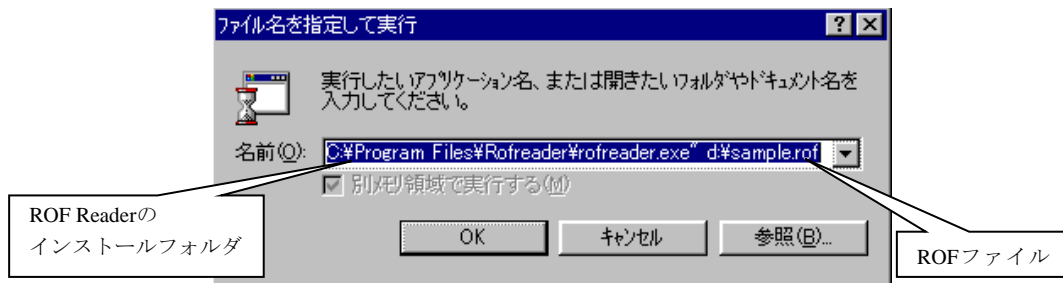 ファイル名を指定して実行
実行したいアプリケーション名、または開きたいフォルダやドキュメント名を
入力してください。
名前(O): C:¥Program Files¥Rofreader¥rofreader.exe" d:¥sample.rof
別メモリ領域で実行する(M)
ROF Readerの
インストールフォルダ
OK キャンセル 参照(B)...
ROFファイル